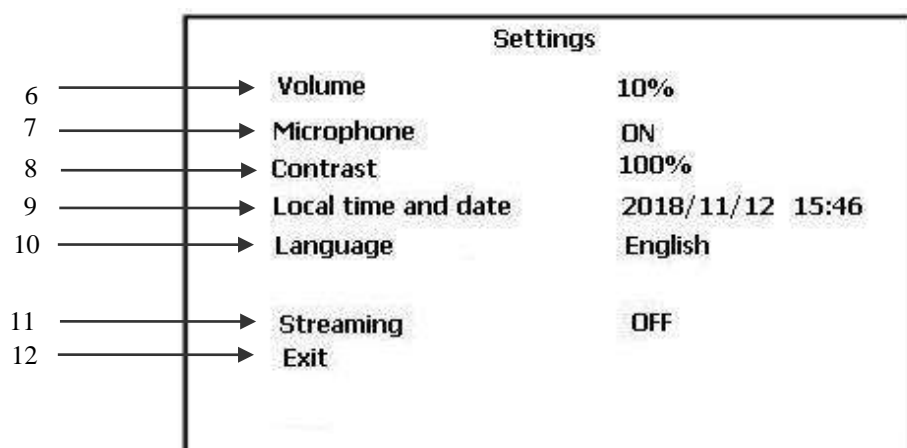 Settings
6 Volume 10%
7 Microphone ON
8 Contrast 100%
9 Local time and date 2018/11/12 15:46
10 Language English
11 Streaming OFF
12 Exit